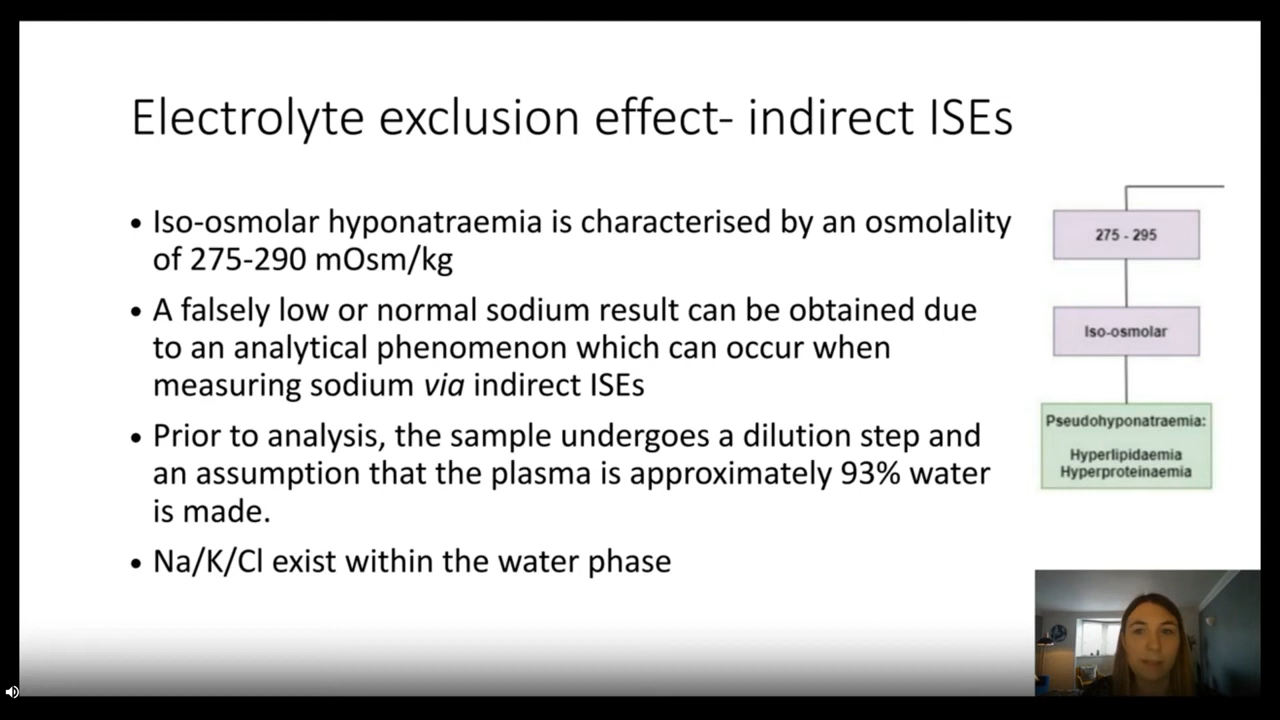 Electrolyte exclusion effect- indirect ISEs
• Iso-osmolar hyponatraemia is characterised by an osmolality
of 275-290 mOsm/kg
• A falsely low or normal sodium result can be obtained due
to an analytical phenomenon which can occur when
measuring sodium via indirect ISEs
• Prior to analysis, the sample undergoes a dilution step and
an assumption that the plasma is approximately 93% water
is made.
• Na/K/Cl exist within the water phase
275 - 295
Iso-osmolar
Pseudohyponatraemia:
Hyperlipidaemia
Hyperproteinaemia